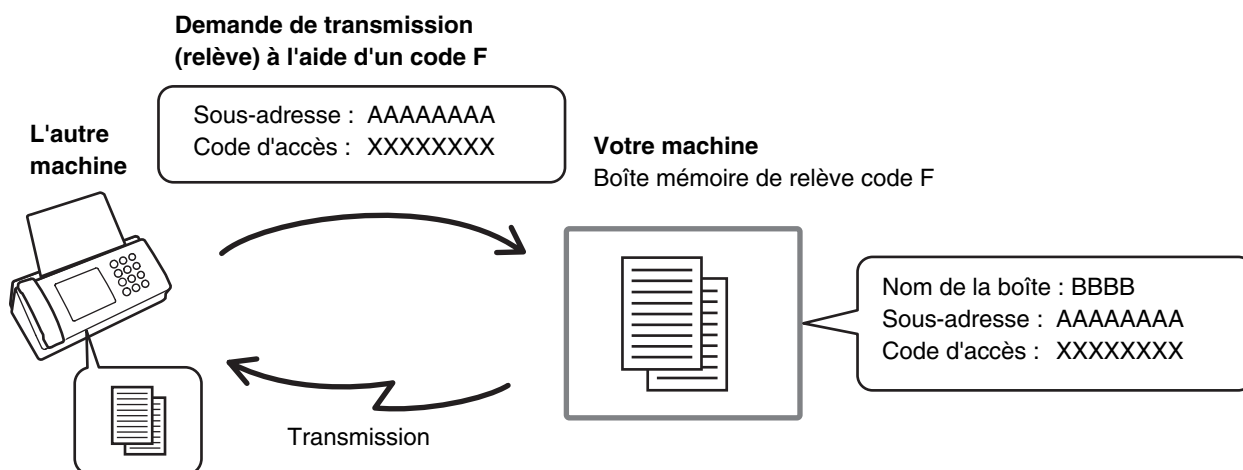 Demande de transmission
(relève) à l'aide d'un code F
Sous-adresse : AAAAAAAA
Code d'accès : XXXXXXXX
L'autre
machine
Votre machine
Boîte mémoire de relève code F
Nom de la boîte : BBBB
Sous-adresse : AAAAAAAA
Code d'accès : XXXXXXXX
Transmission